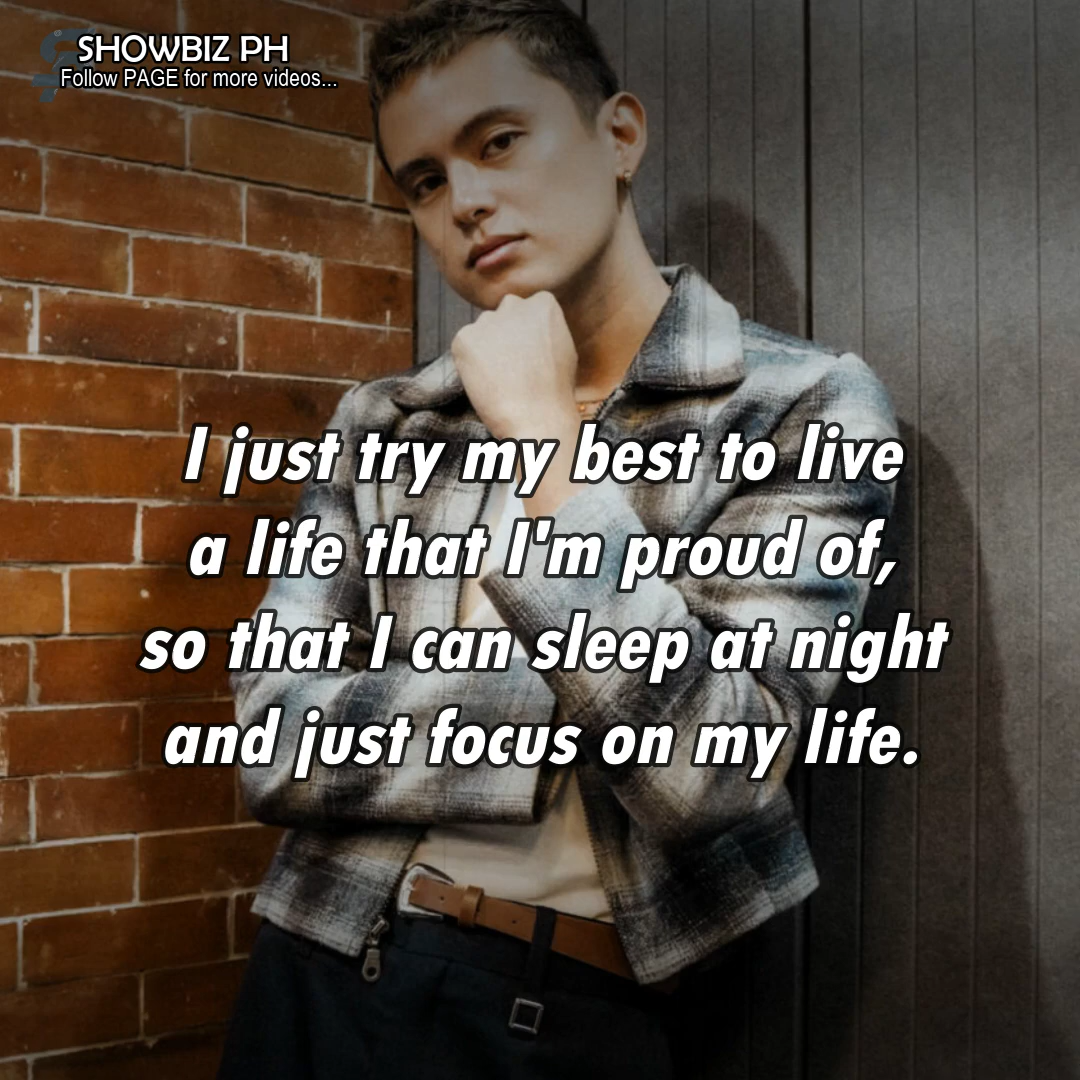 SHOWBIZ PH
Follow PAGE for more videos...
I just try my best to live
a life that I'm proud of,
so that I can sleep at night
and just focus on my life.